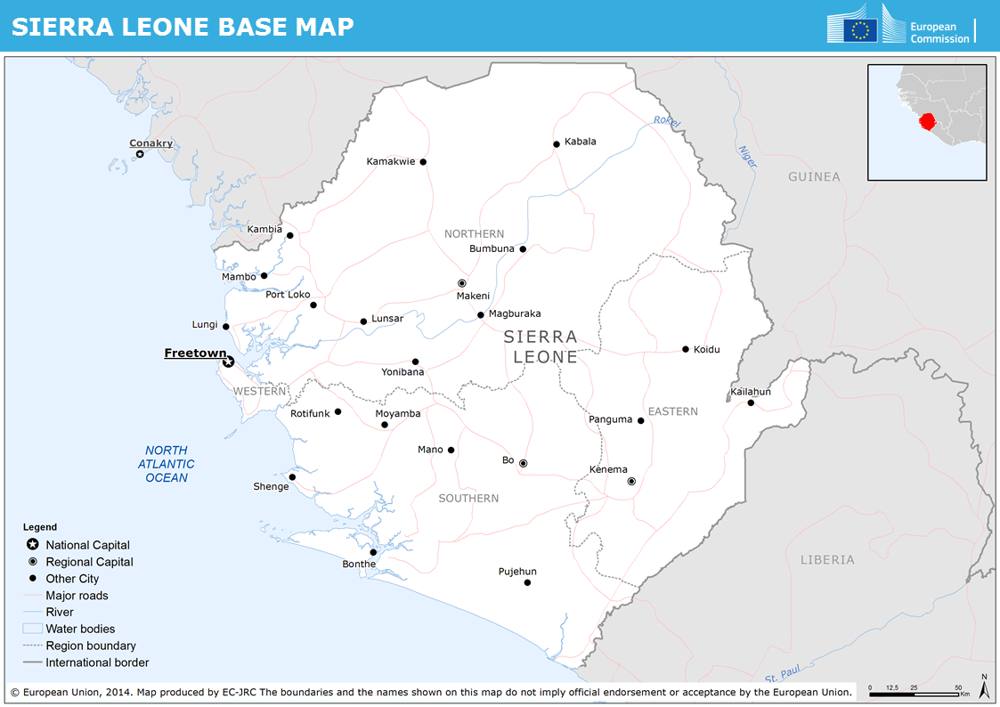 SIERRA LEONE BASE MAP
European
Commission
Conakry
Rokel
Kabala
Niger
Kamakwie
GUINEA
Kambia
NORTHERN
Bumbuna
Mambo
Port Loko
Makeni
Lungi
Lunsar
Magburaka
SIERRA
LEONE
Freetown
Koidu
Yonibana
WESTERN
Kailahun
Rotifunk
Moyamba
Panguma
EASTERN
NORTH
ATLANTIC
OCEAN
Mano
Bo
Kenema
Shenge
SOUTHERN
Legend
National Capital
Regional Capital
Other City
Major roads
River
Water bodies
Region boundary
International border
Bonthe
Pujehun
LIBERIA
St. Paul
© European Union, 2014. Map produced by EC-JRC The boundaries and the names shown on this map do not imply official endorsement or acceptance by the European Union.
0 12,5 25 50
Km
N